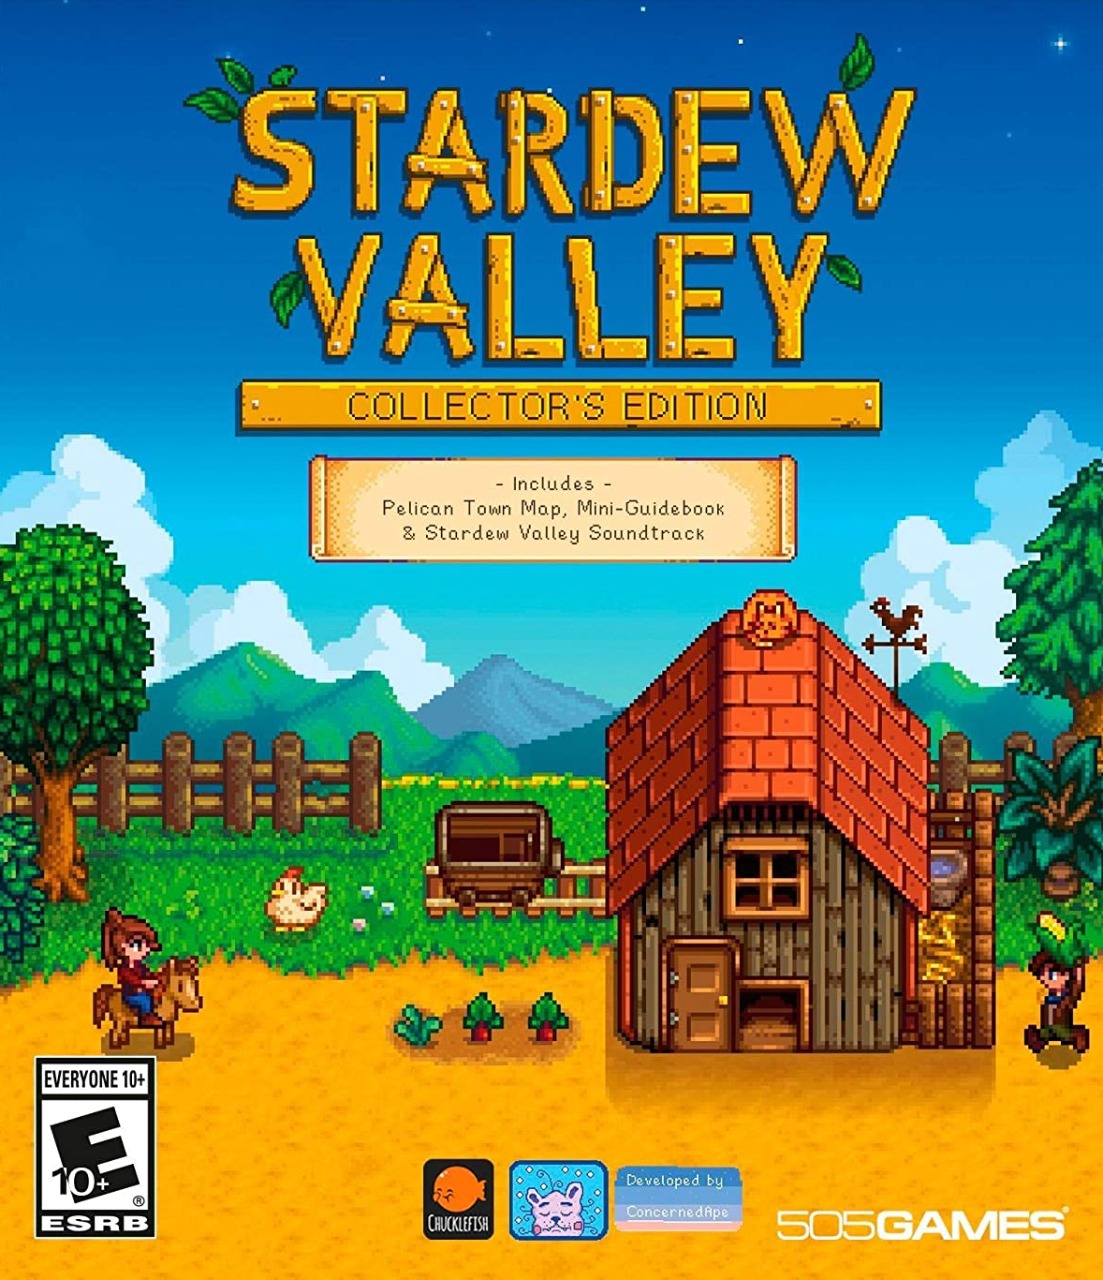 STARDEW
VALLEY
COLLECTOR'S EDITION
- Includes -
Pelican Town Map, Mini-Guidebook
& Stardew Valley Soundtrack
EVERYONE 10+
E
10+
®
ESRB
CHUCKLEFISH
Developed by
ConcernedApe
505GAMES